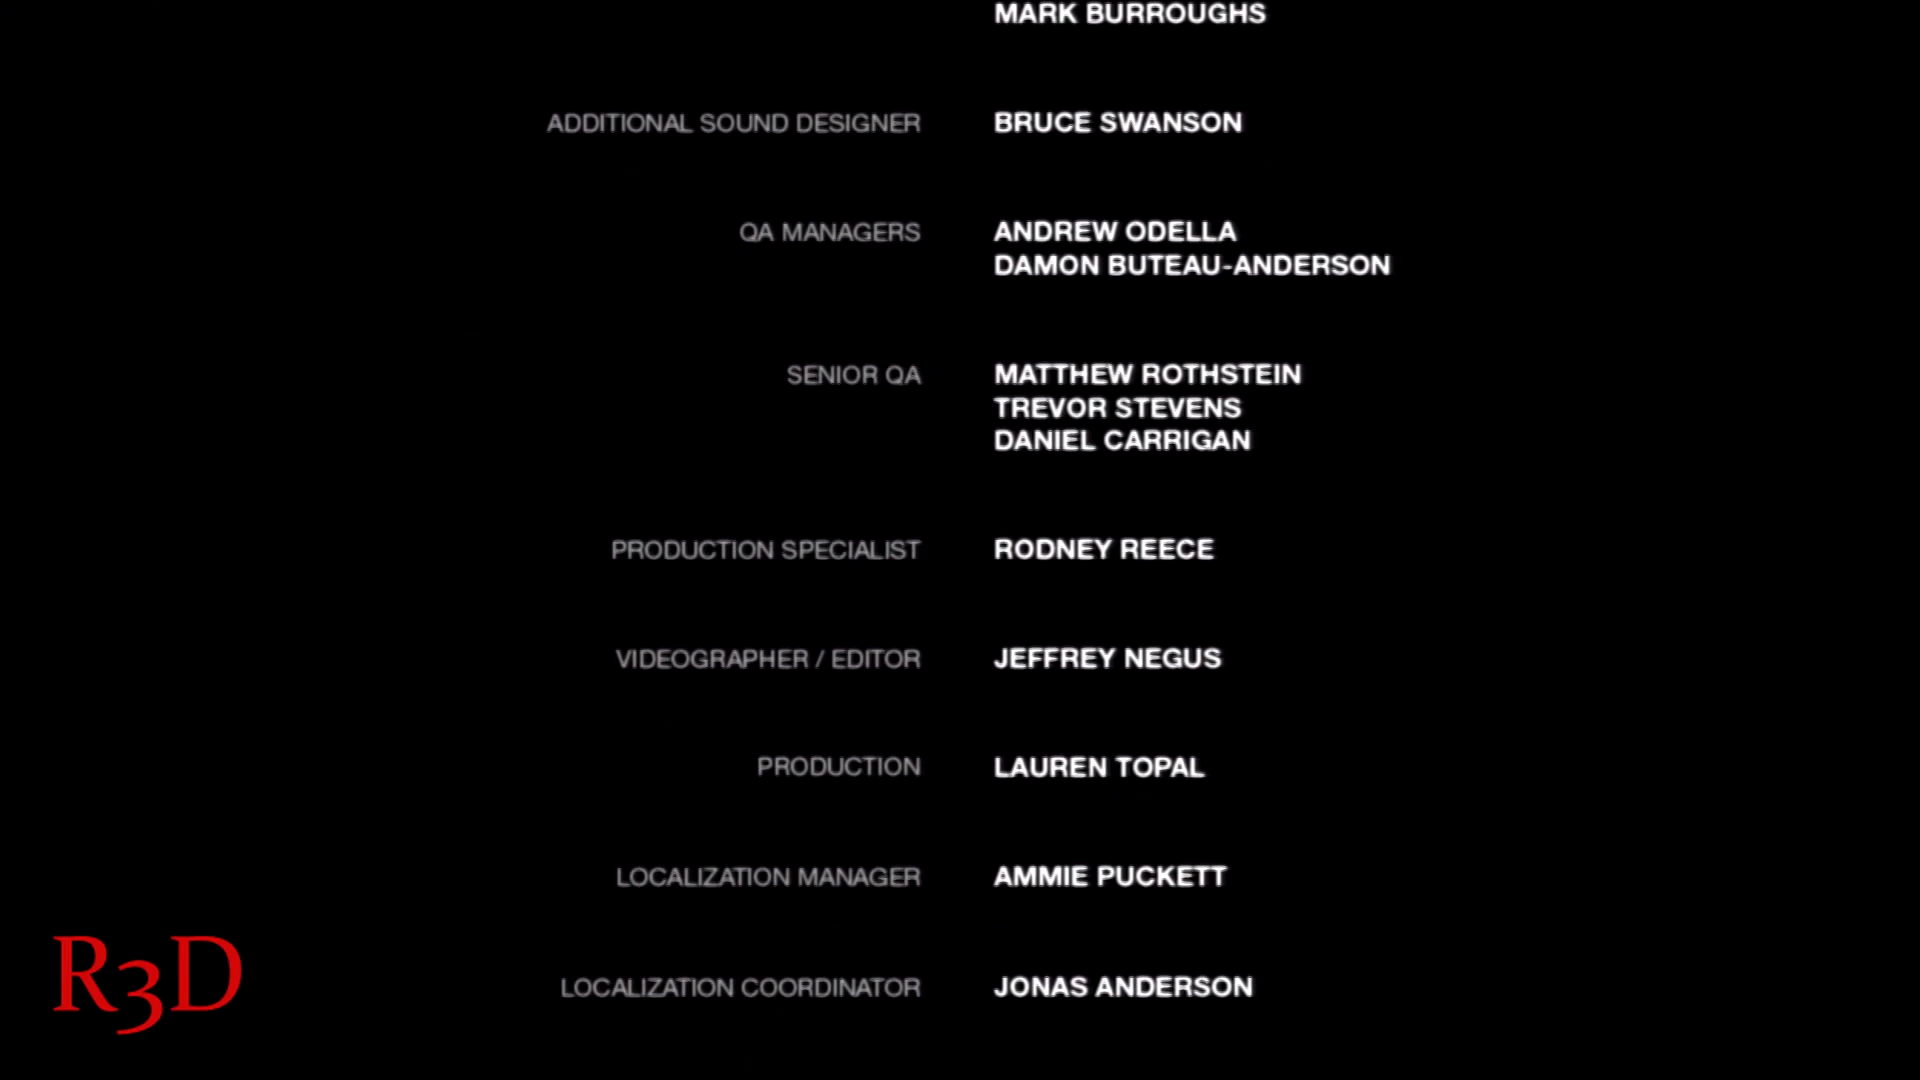 MARK BURROUGHS
ADDITIONAL SOUND DESIGNER BRUCE SWANSON
QA MANAGERS ANDREW ODELLA
DAMON BUTEAU-ANDERSON
SENIOR QA MATTHEW ROTHSTEIN
TREVOR STEVENS
DANIEL CARRIGAN
PRODUCTION SPECIALIST RODNEY REECE
VIDEOGRAPHER / EDITOR JEFFREY NEGUS
PRODUCTION LAUREN TOPAL
LOCALIZATION MANAGER AMMIE PUCKETT
LOCALIZATION COORDINATOR JONAS ANDERSON
R3D